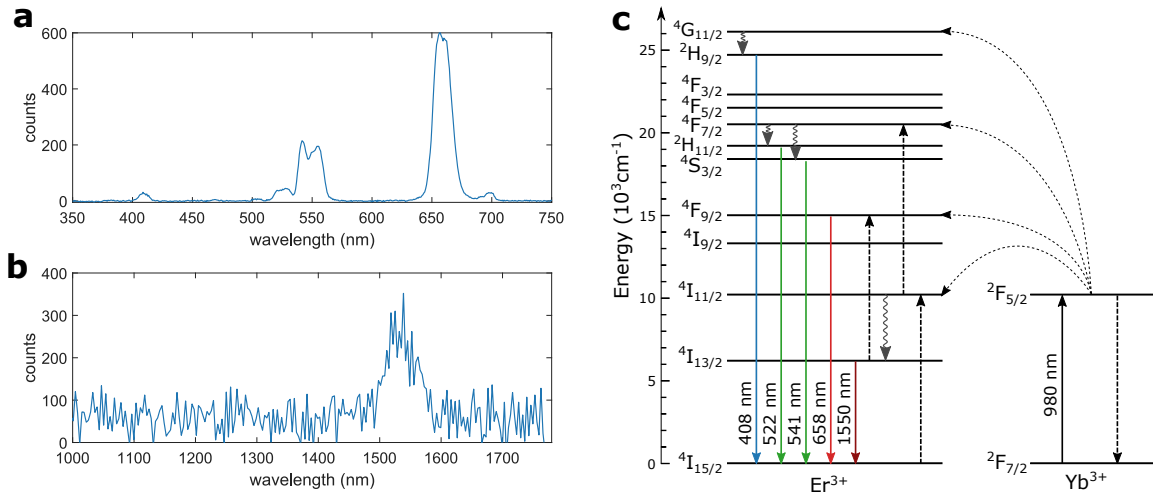 a
600
400
200
0
counts
350 400 450 500 550 600 650 700 750
wavelength (nm)
b
400
300
200
100
0
counts
1000 1100 1200 1300 1400 1500 1600 1700
wavelength (nm)
c
Energy (10³cm⁻¹)
25
20
15
10
5
0
⁴G₁₁/₂
²H₉/₂
⁴F₃/₂
⁴F₅/₂
⁴F₇/₂
²H₁₁/₂
⁴S₃/₂
⁴F₉/₂
⁴I₉/₂
⁴I₁₁/₂
⁴I₁₃/₂
⁴I₁₅/₂
408 nm
522 nm
541 nm
658 nm
1550 nm
Er³⁺
²F₅/₂
980 nm
²F₇/₂
Yb³⁺